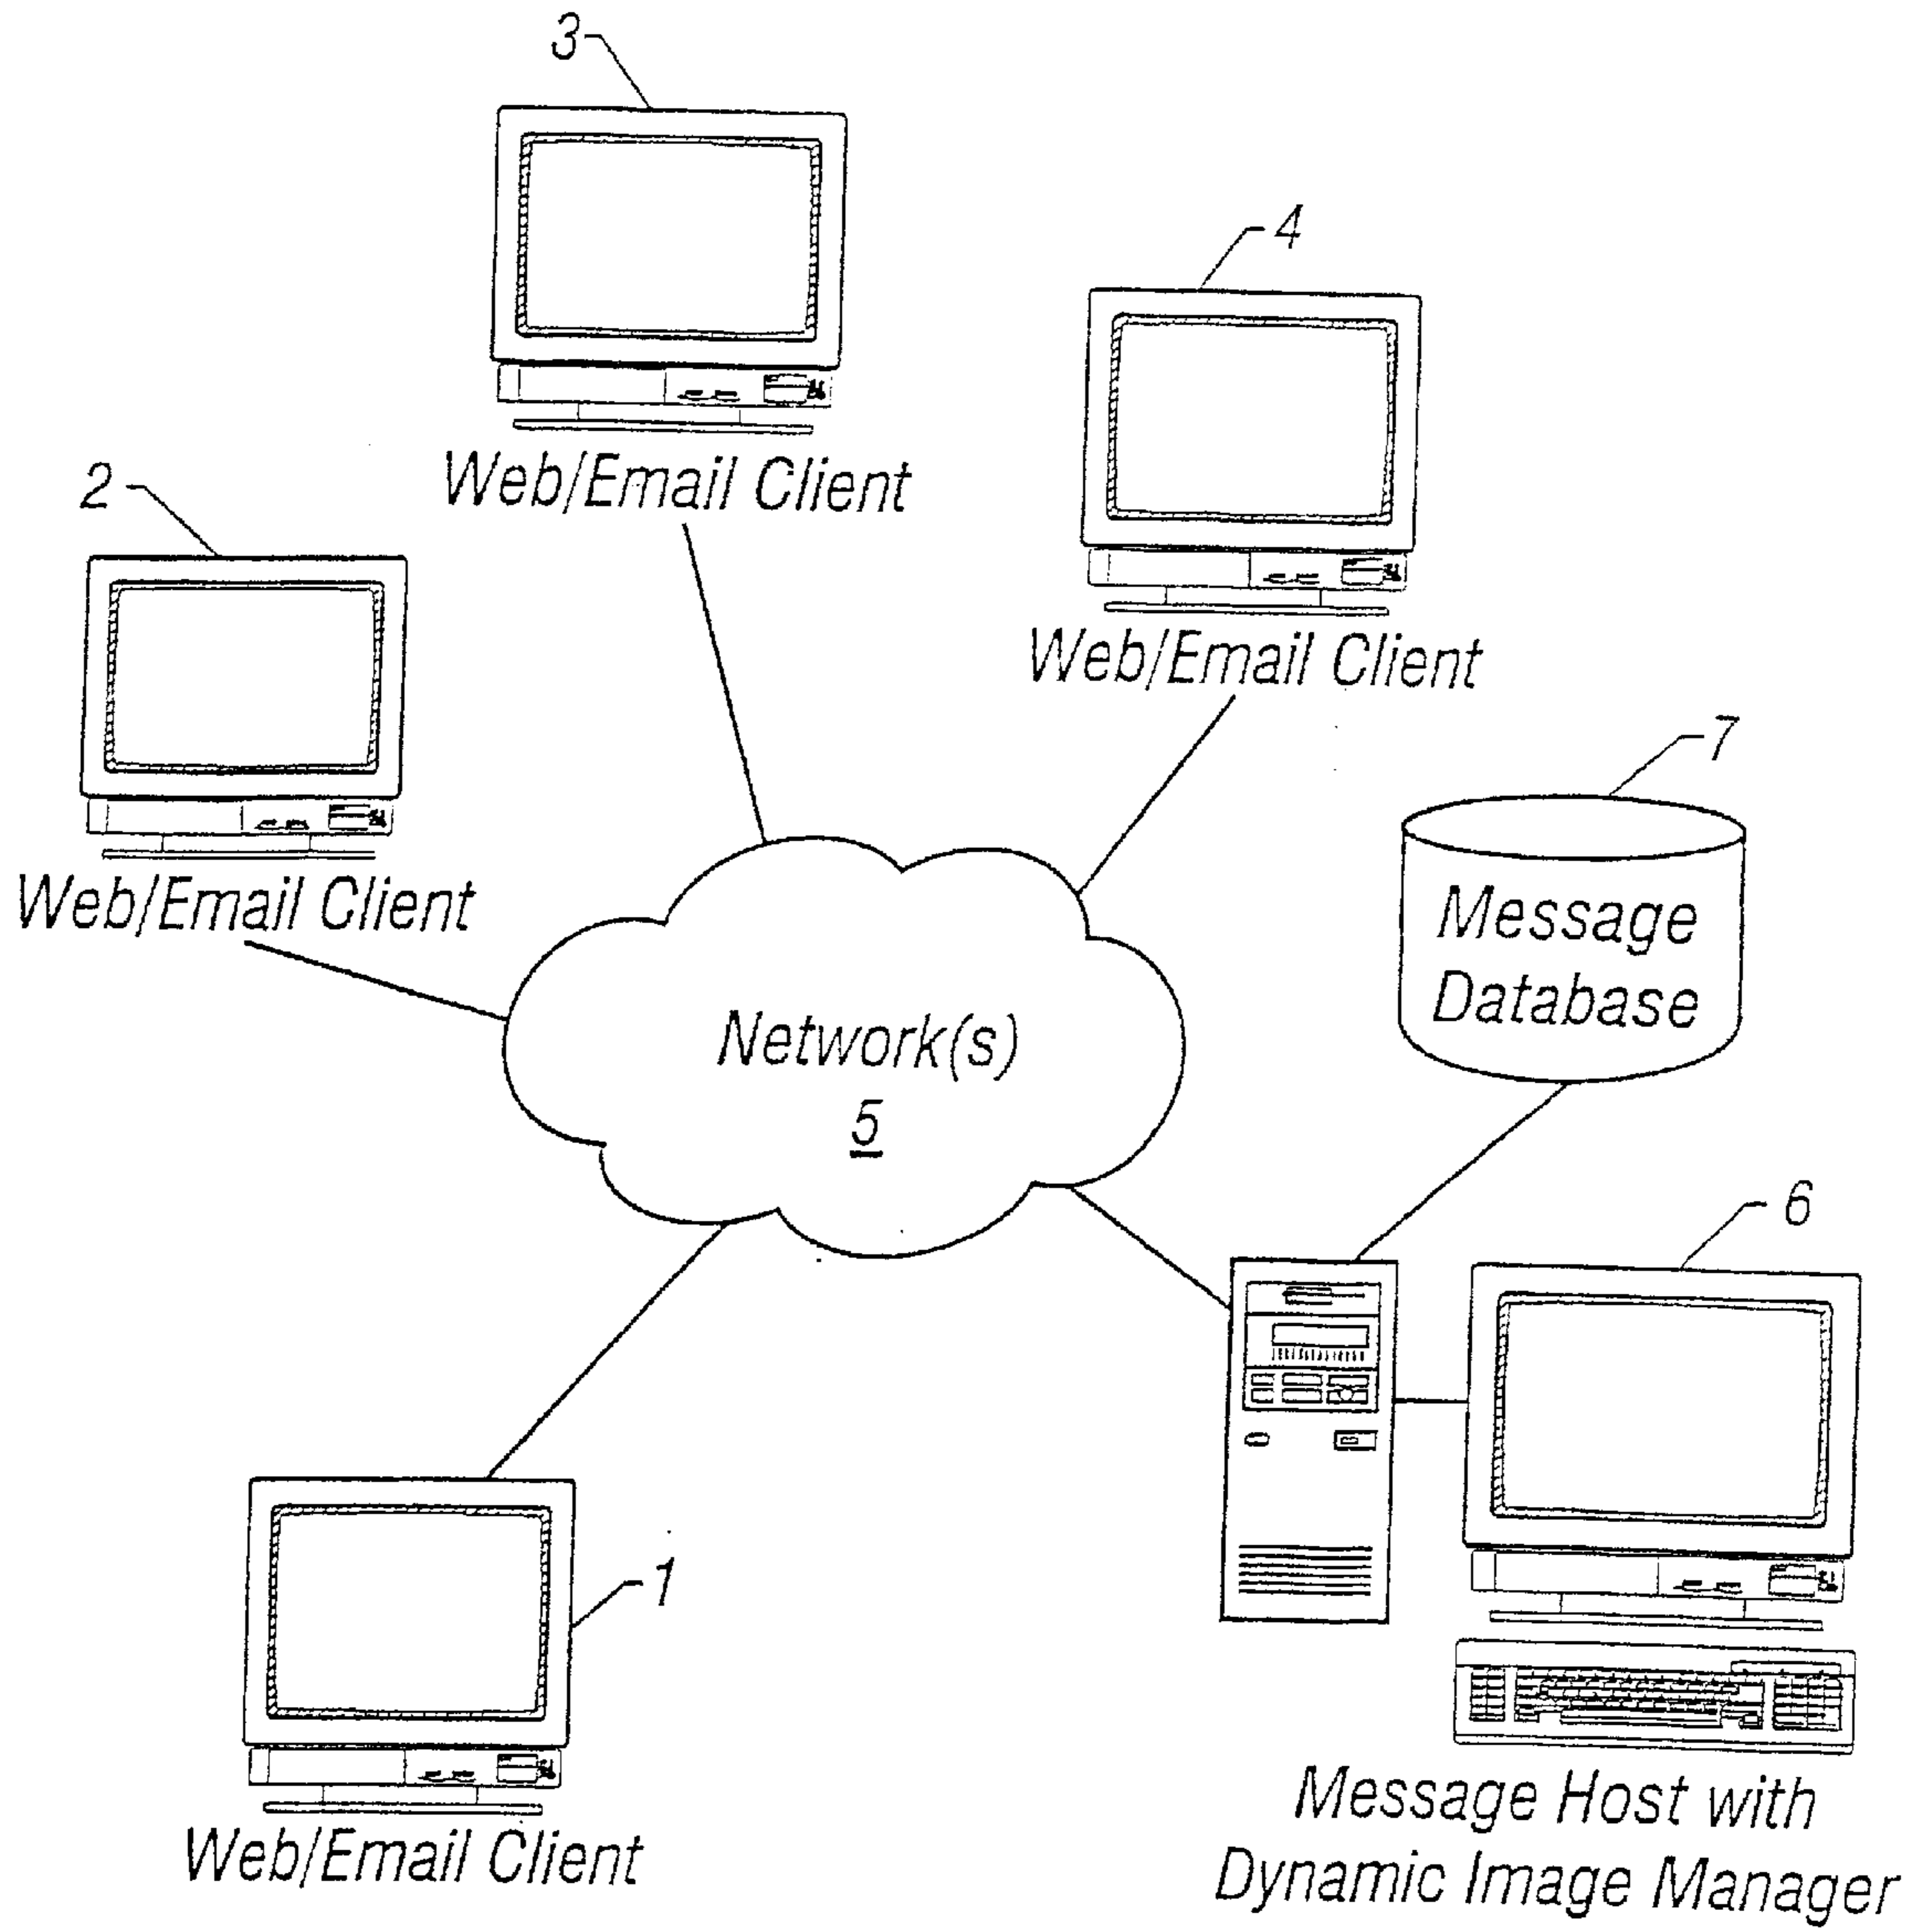 3
Web/Email Client
4
Web/Email Client
2
Web/Email Client
7
Message
Database
Network(s)
5
6
Message Host with
Dynamic Image Manager
1
Web/Email Client